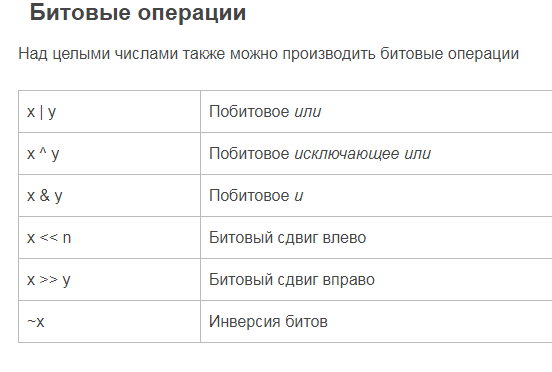 Битовые операции
Над целыми числами также можно производить битовые операции
x | y Побитовое или
x ^ y Побитовое исключающее или
x & y Побитовое и
x << n Битовый сдвиг влево
x >> y Битовый сдвиг вправо
~x Инверсия битов